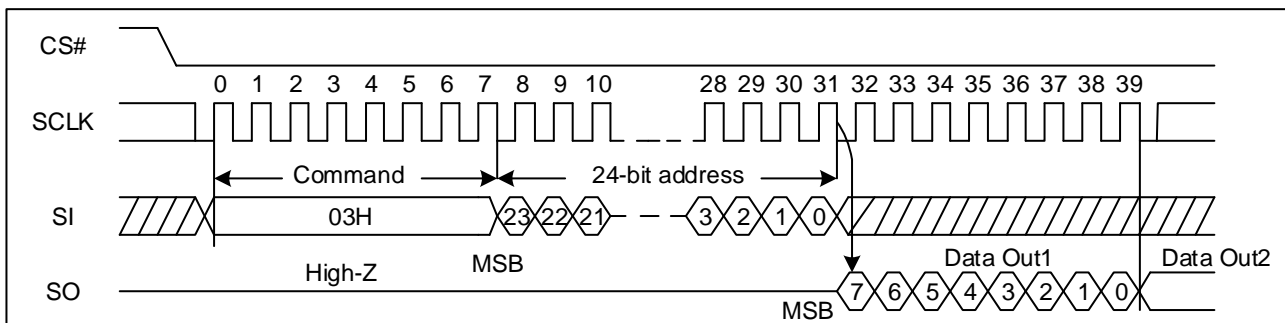 CS#
0 1 2 3 4 5 6 7 8 9 10 28 29 30 31 32 33 34 35 36 37 38 39
SCLK
Command 24-bit address
SI 03H 23 22 21 3 2 1 0
High-Z MSB Data Out1 Data Out2
SO 7 6 5 4 3 2 1 0
MSB